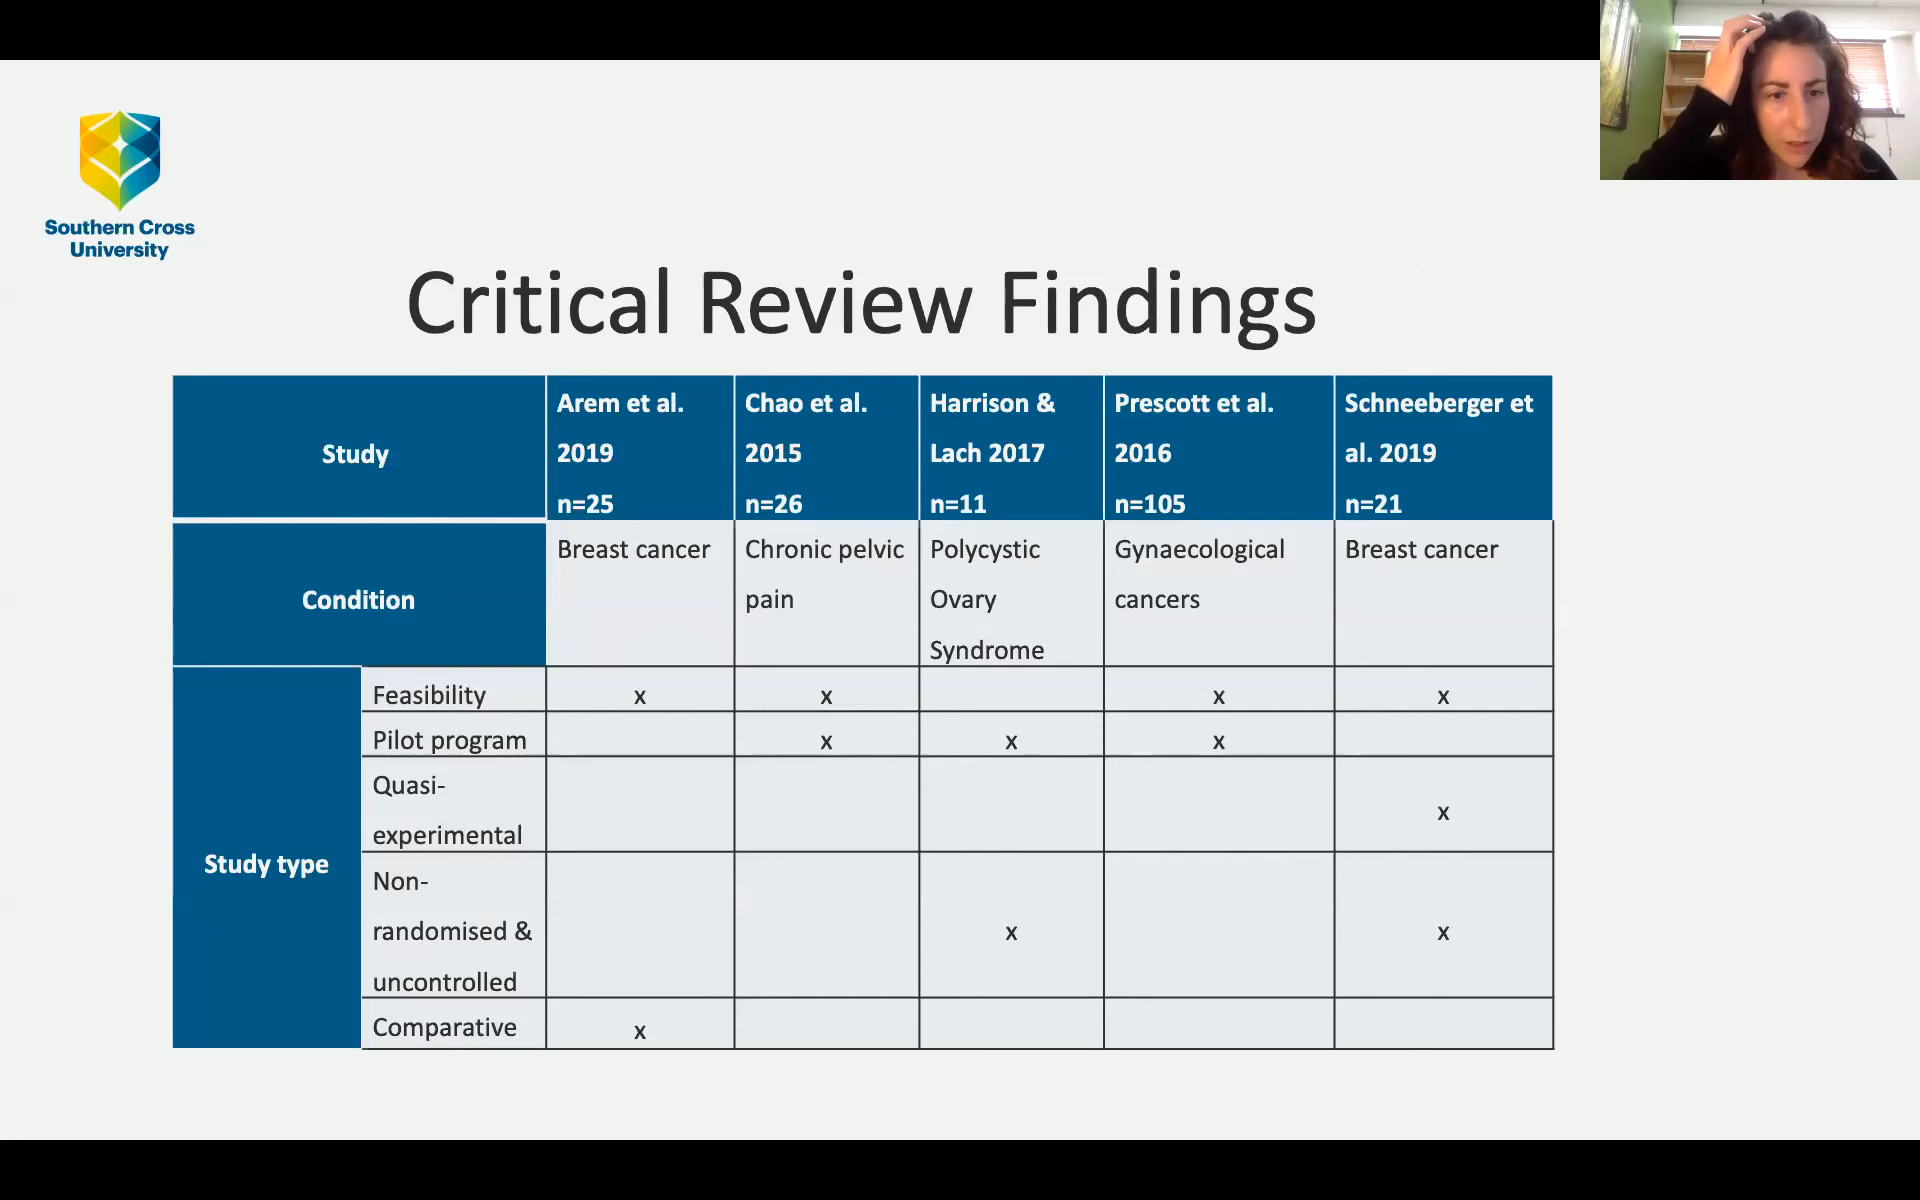 Southern Cross
University
Critical Review Findings
Study
Arem et al.
2019
n=25
Chao et al.
2015
n=26
Harrison &
Lach 2017
n=11
Prescott et al.
2016
n=105
Schneeberger et
al. 2019
n=21
Condition
Breast cancer
Chronic pelvic
pain
Polycystic
Ovary
Syndrome
Gynaecological
cancers
Breast cancer
Study type
Feasibility x x x x
Pilot program x x x
Quasi-
experimental x
Non-
randomised &
uncontrolled x x
Comparative x